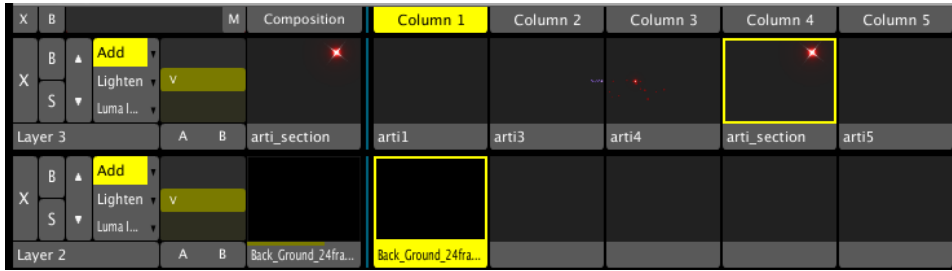 X B M Composition Column 1 Column 2 Column 3 Column 4 Column 5
B Add
X Lighten V
S Luma I...
Layer 3 A B arti_section arti1 arti3 arti4 arti_section arti5
B Add
X Lighten V
S Luma I...
Layer 2 A B Back_Ground_24fra... Back_Ground_24fra...